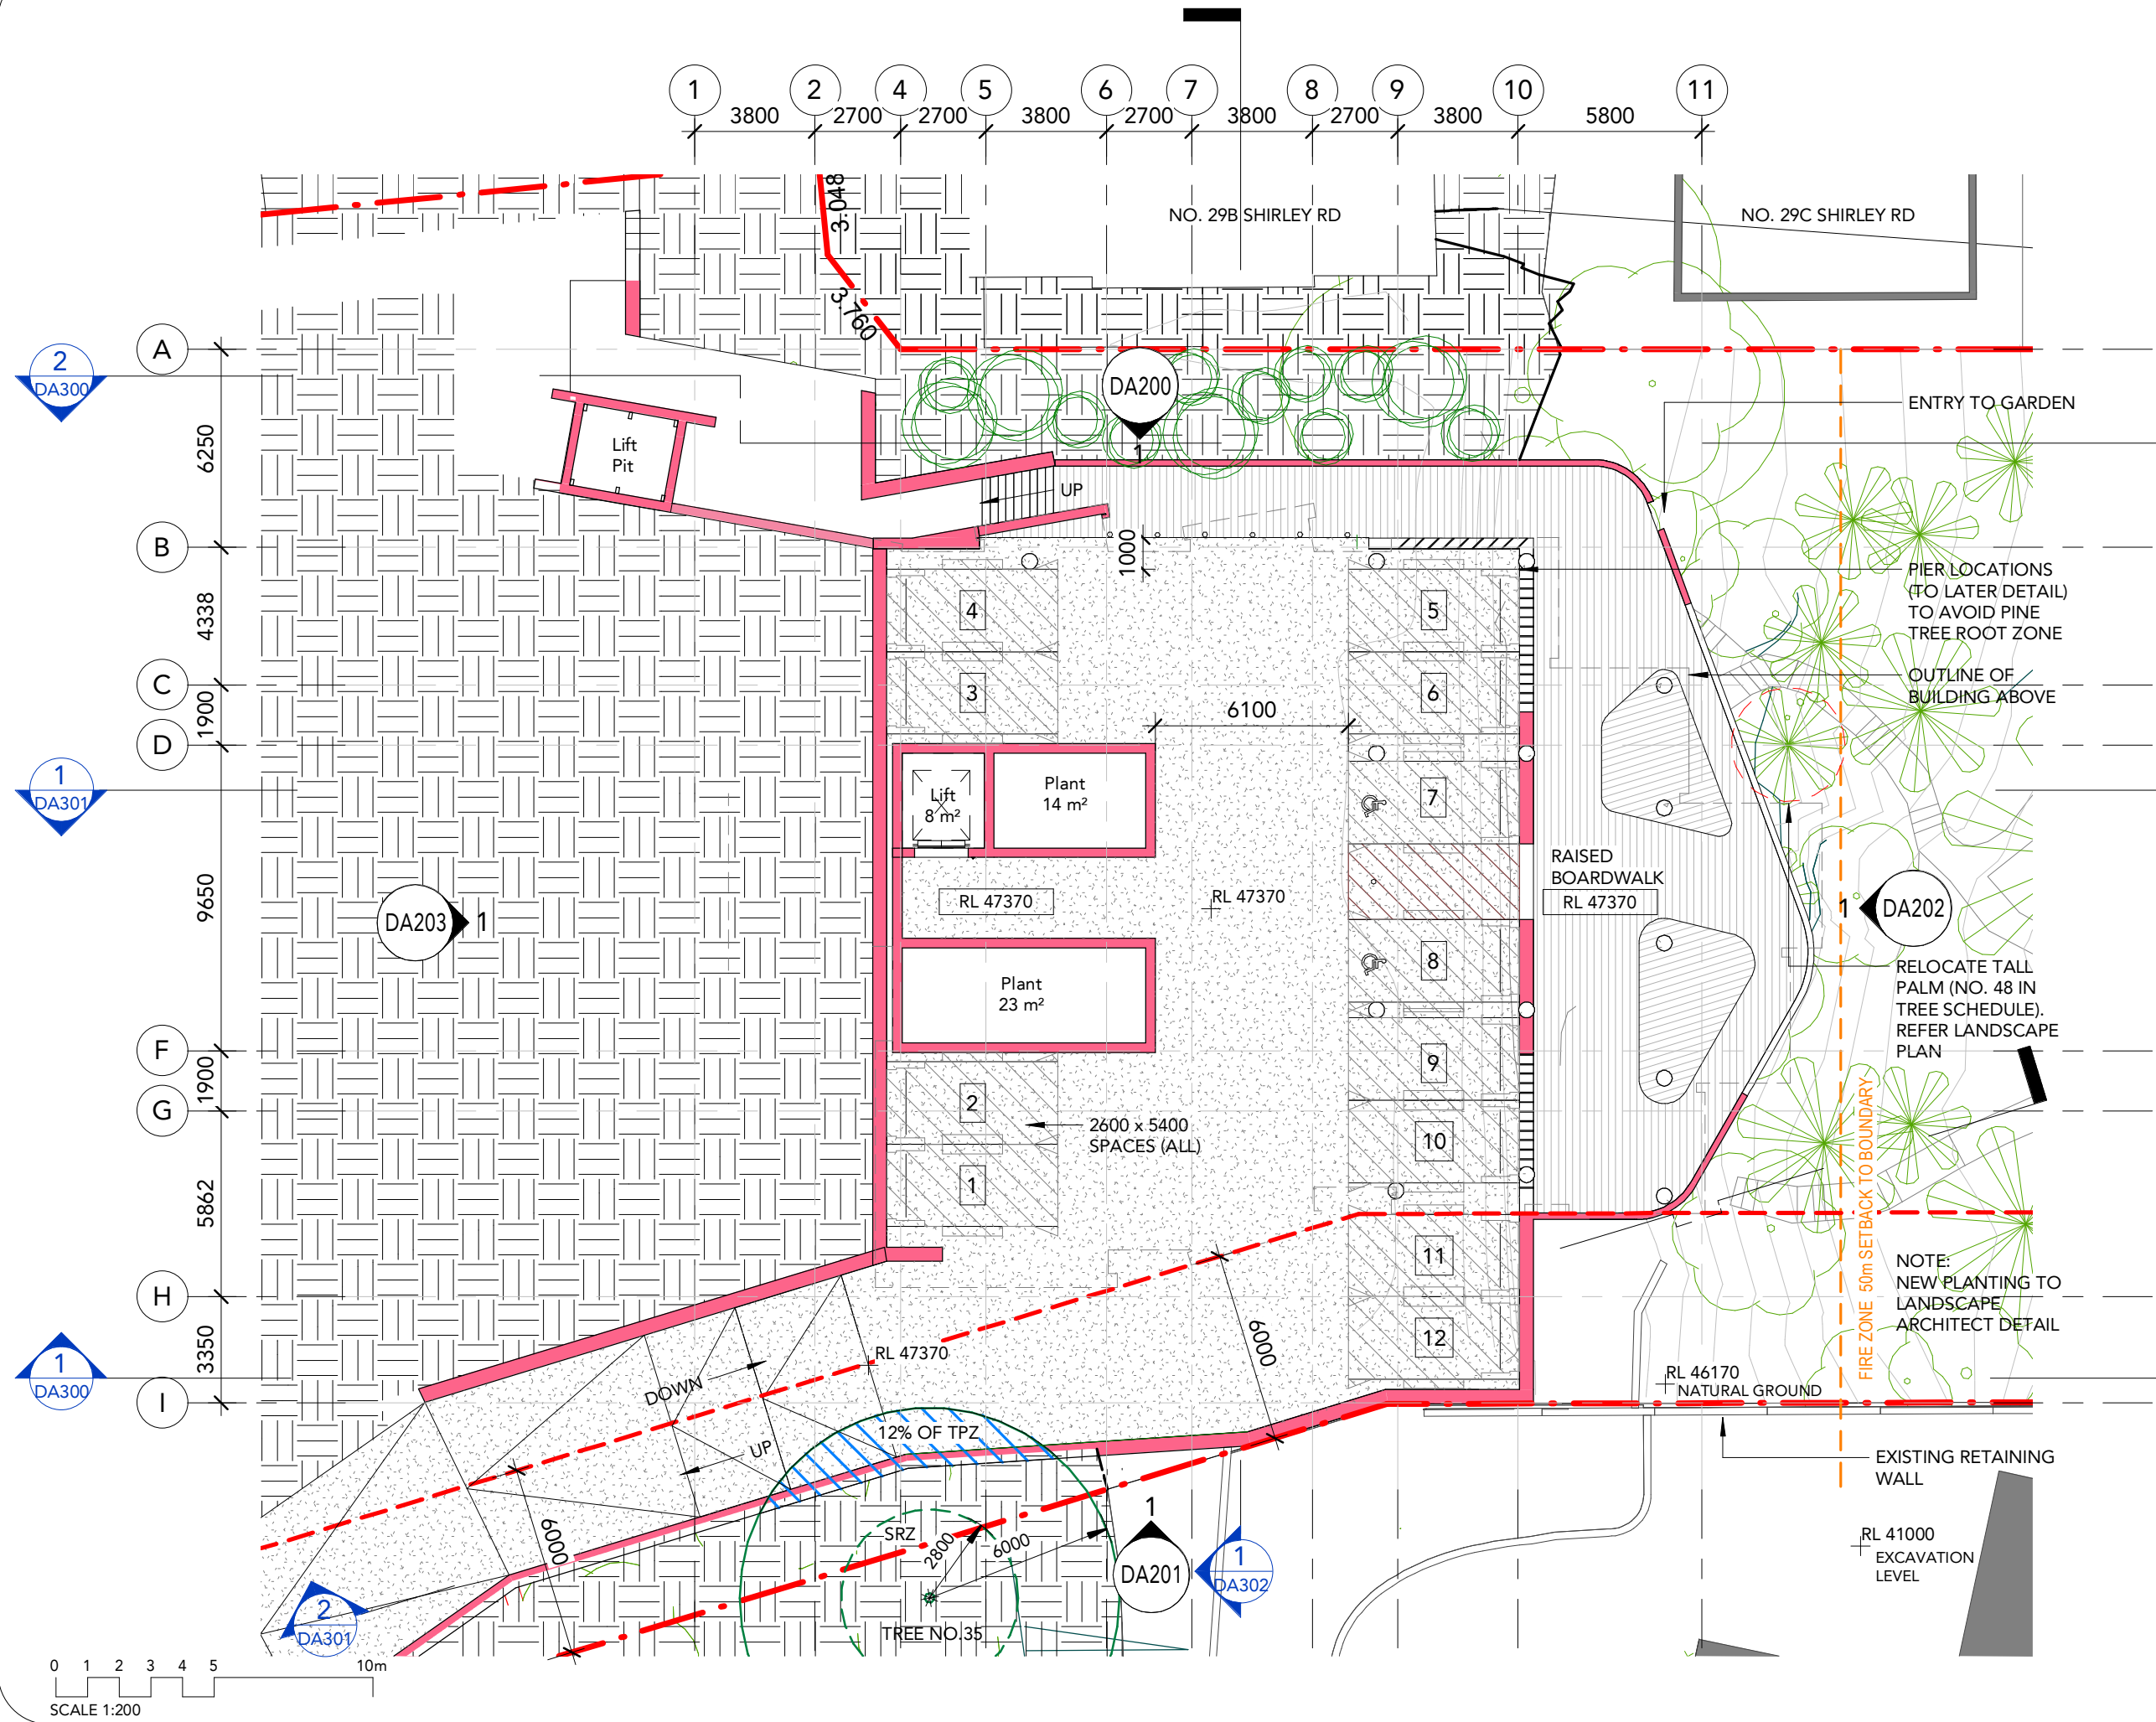 1
2
4
5
6
7
8
9
10
11
3800
2700
2700
3800
2700
3800
2700
3800
5800
3.048
3.760
NO. 29B SHIRLEY RD
NO. 29C SHIRLEY RD
A
B
C
D
F
G
H
I
6250
4338
1900
9650
1900
5862
3350
2
DA300
1
DA301
1
DA300
2
DA301
DA200
1
DA203
1
1
DA202
1
DA201
1
DA302
Lift
Pit
UP
1000
ENTRY TO GARDEN
PIER LOCATIONS
(TO LATER DETAIL)
TO AVOID PINE
TREE ROOT ZONE
OUTLINE OF
BUILDING ABOVE
4
3
5
6
7
8
9
10
11
12
2
1
6100
Lift
8 m²
Plant
14 m²
RL 47370
RL 47370
Plant
23 m²
RAISED
BOARDWALK
RL 47370
RELOCATE TALL
PALM (NO. 48 IN
TREE SCHEDULE).
REFER LANDSCAPE
PLAN
2600 x 5400
SPACES (ALL)
FIRE ZONE 50m SETBACK TO BOUNDARY
NOTE:
NEW PLANTING TO
LANDSCAPE
ARCHITECT DETAIL
6000
RL 47370
DOWN
UP
12% OF TPZ
RL 46170
NATURAL GROUND
EXISTING RETAINING
WALL
RL 41000
EXCAVATION
LEVEL
6000
SRZ
2800
6000
TREE NO.35
0 1 2 3 4 5 10m
SCALE 1:200